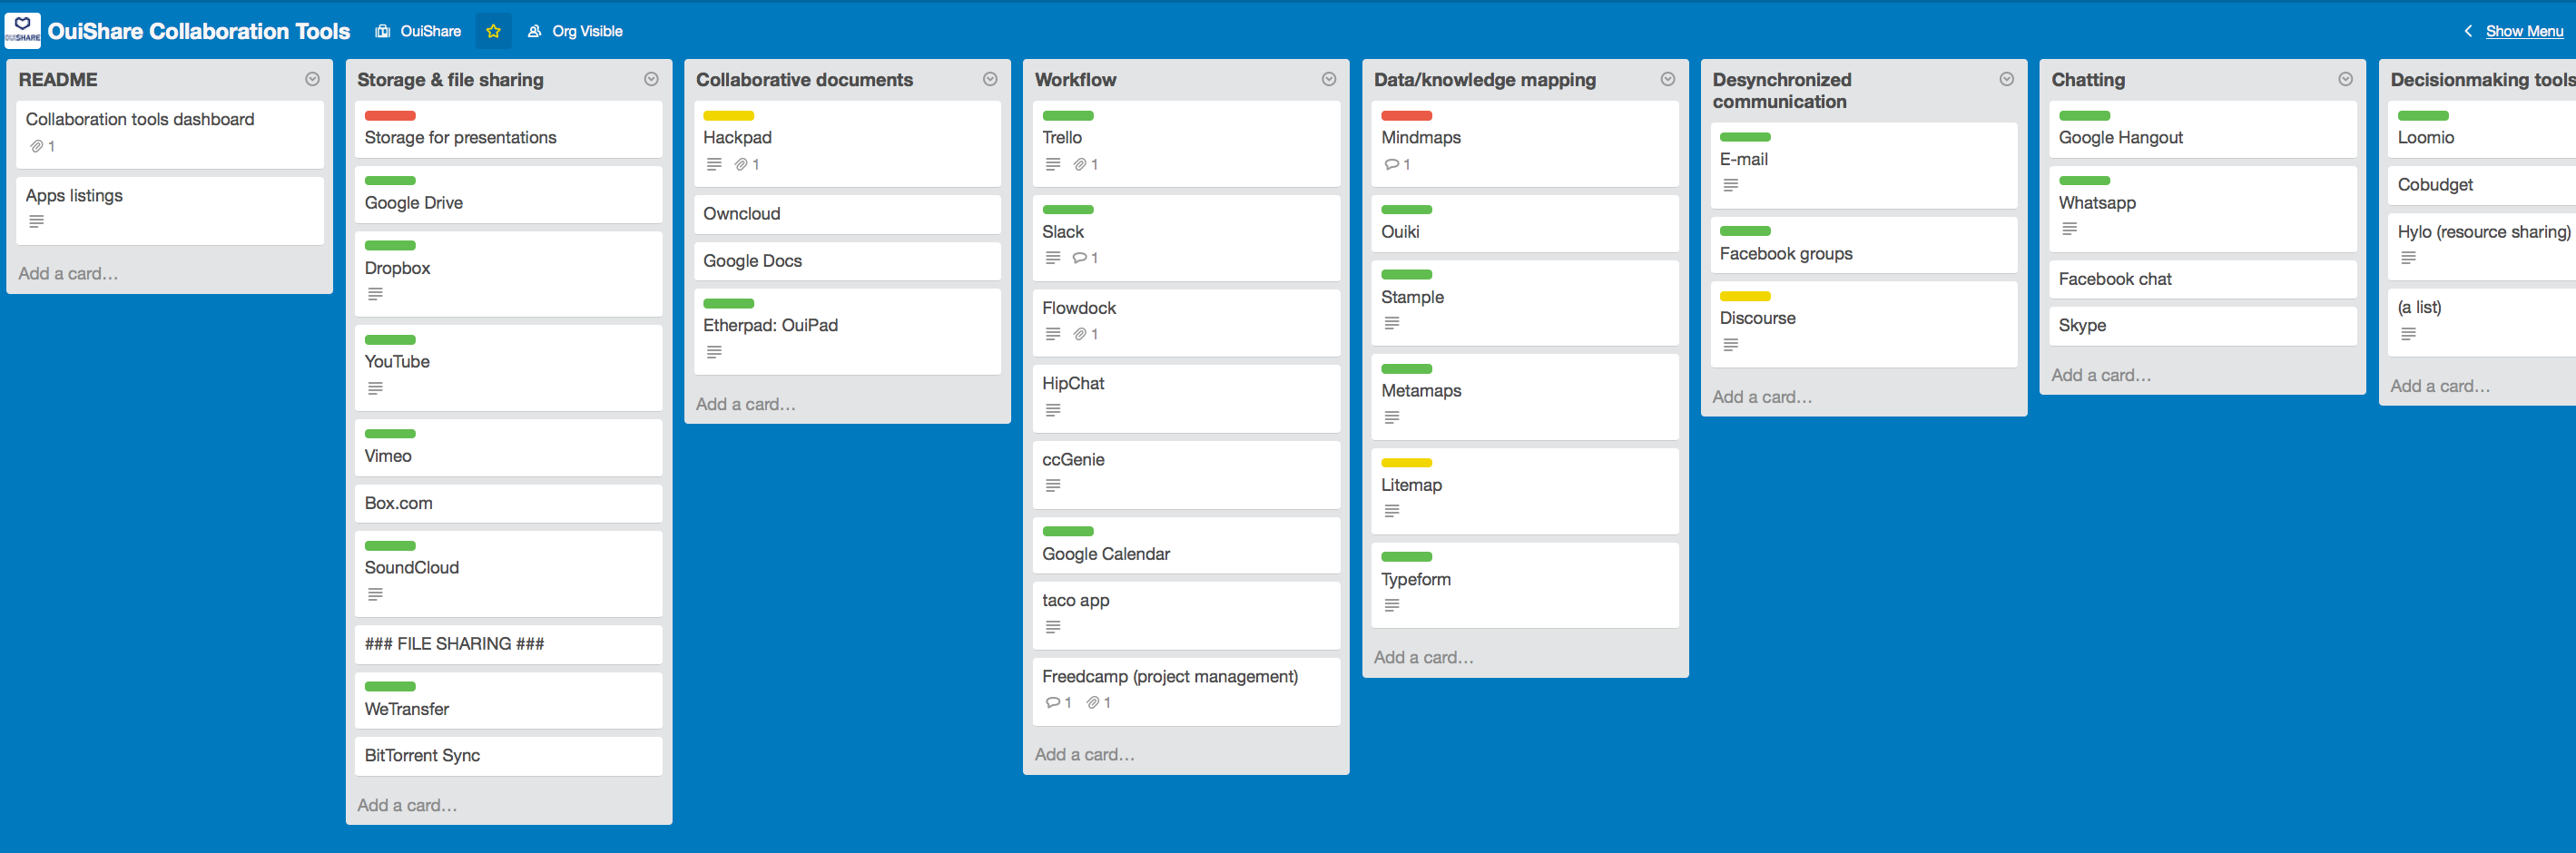 OUISHARE
OuiShare Collaboration Tools
OuiShare
Org Visible
Show Menu
README
Collaboration tools dashboard
1
Apps listings
Add a card…
Storage & file sharing
Storage for presentations
Google Drive
Dropbox
YouTube
Vimeo
Box.com
SoundCloud
### FILE SHARING ###
WeTransfer
BitTorrent Sync
Add a card…
Collaborative documents
Hackpad
1
Owncloud
Google Docs
Etherpad: OuiPad
Add a card…
Workflow
Trello
1
Slack
1
Flowdock
1
HipChat
ccGenie
Google Calendar
taco app
Freedcamp (project management)
1 1
Add a card…
Data/knowledge mapping
Mindmaps
1
Ouiki
Stample
Metamaps
Litemap
Typeform
Add a card…
Desynchronized
communication
E-mail
Facebook groups
Discourse
Add a card…
Chatting
Google Hangout
Whatsapp
Facebook chat
Skype
Add a card…
Decisionmaking tools
Loomio
Cobudget
Hylo (resource sharing)
(a list)
Add a card…